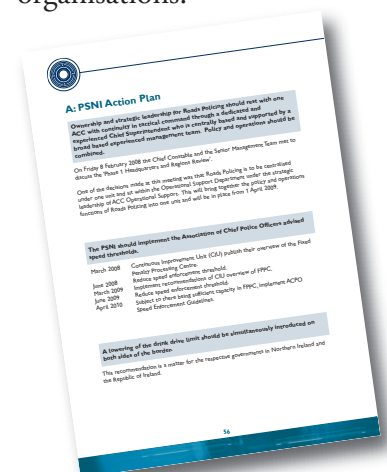 organisations.
A: PSNI Action Plan
Ownership and strategic leadership for Roads Policing should rest with one
ACC with continuity in tactical command through a dedicated and
experienced Chief Superintendent who is centrally based and supported by a
broad based experienced management team. Policy and operations should be
combined.
On Friday 8 February 2008 the Chief Constable and the Senior Management Team met to
discuss the 'Phase 1 Headquarters and Regions Review'.
One of the decisions made at this meeting was that Roads Policing is to be centralised
under one unit and sit within the Operational Support Department under the strategic
leadership of ACC Operational Support. This will bring together the policy and operations
functions of Roads Policing into one unit and will be in place from 1 April 2009.
The PSNI should implement the Association of Chief Police Officers advised
speed thresholds.
March 2008 Continuous Improvement Unit (CIU) publish their overview of the Fixed
Penalty Processing Centre.
June 2008 Reduce speed enforcement threshold.
March 2009 Implement recommendations of CIU overview of FPPC.
June 2009 Reduce speed enforcement threshold.
April 2010 Subject to there being sufficient capacity in FPPC, implement ACPO
Speed Enforcement Guidelines.
A lowering of the drink drive limit should be simultaneously introduced on
both sides of the border.
This recommendation is a matter for the respective governments in Northern Ireland and
the Republic of Ireland.
56